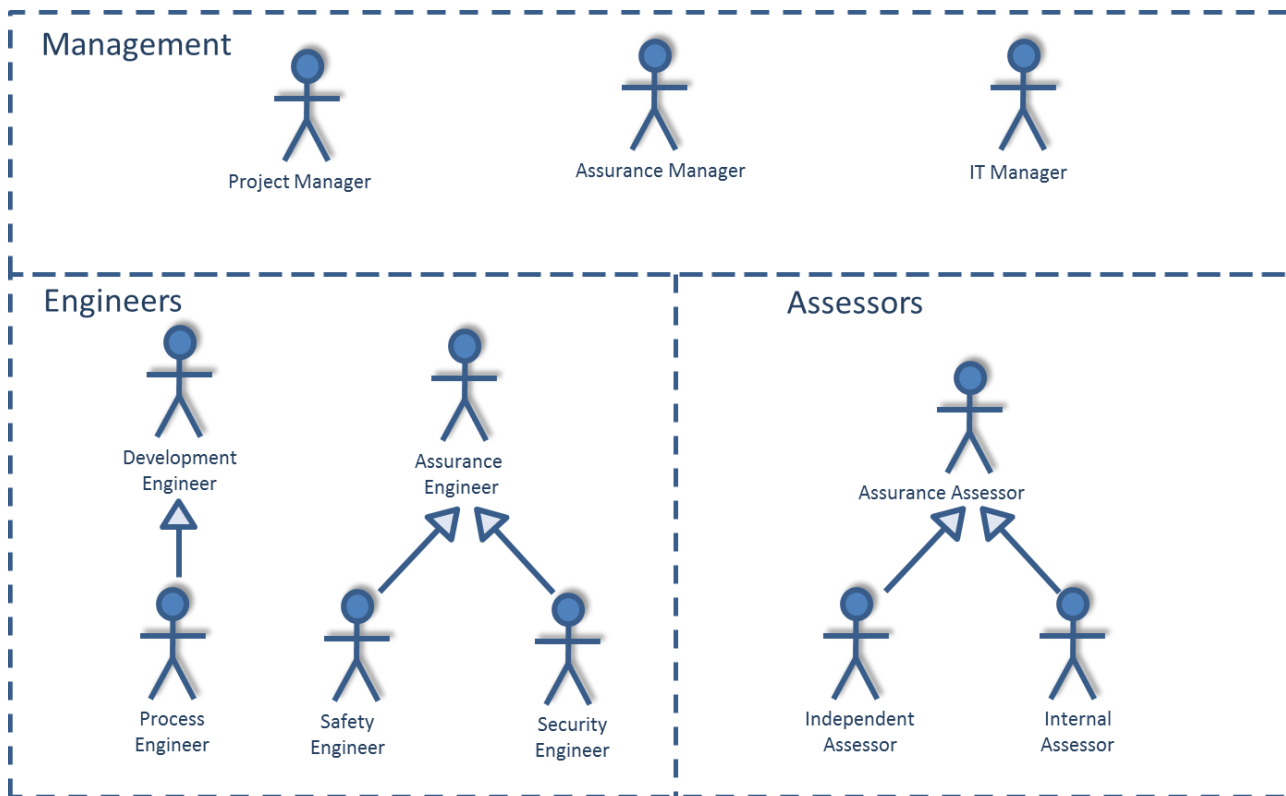 Management
Project Manager
Assurance Manager
IT Manager
Engineers
Development
Engineer
Assurance
Engineer
Process
Engineer
Safety
Engineer
Security
Engineer
Assessors
Assurance Assessor
Independent
Assessor
Internal
Assessor